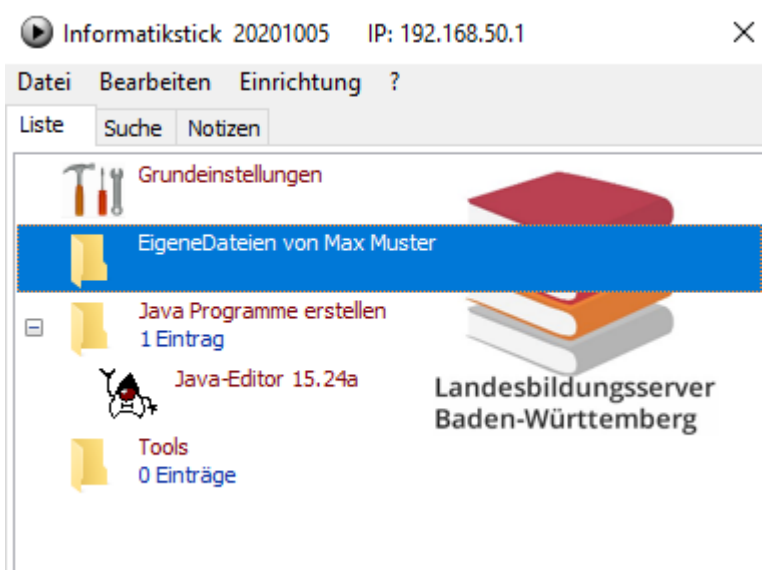 Informatikstick 20201005 IP: 192.168.50.1
Datei Bearbeiten Einrichtung ?
Liste Suche Notizen
Grundeinstellungen
EigeneDateien von Max Muster
Java Programme erstellen
1 Eintrag
Java-Editor 15.24a
Landesbildungsserver
Baden-Württemberg
Tools
0 Einträge